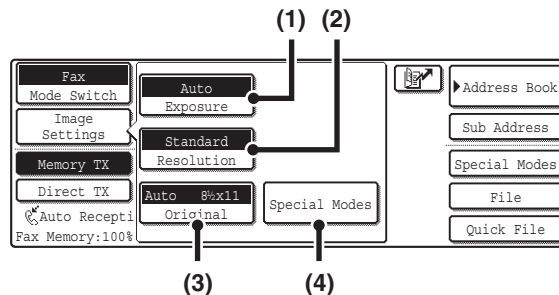 (1)
(2)
Fax
Mode Switch
Image
Settings
Memory TX
Direct TX
Auto Recepti
Fax Memory:100%
Auto
Exposure
Standard
Resolution
Auto 8½x11
Original
Special Modes
Address Book
Sub Address
Special Modes
File
Quick File
(3)
(4)